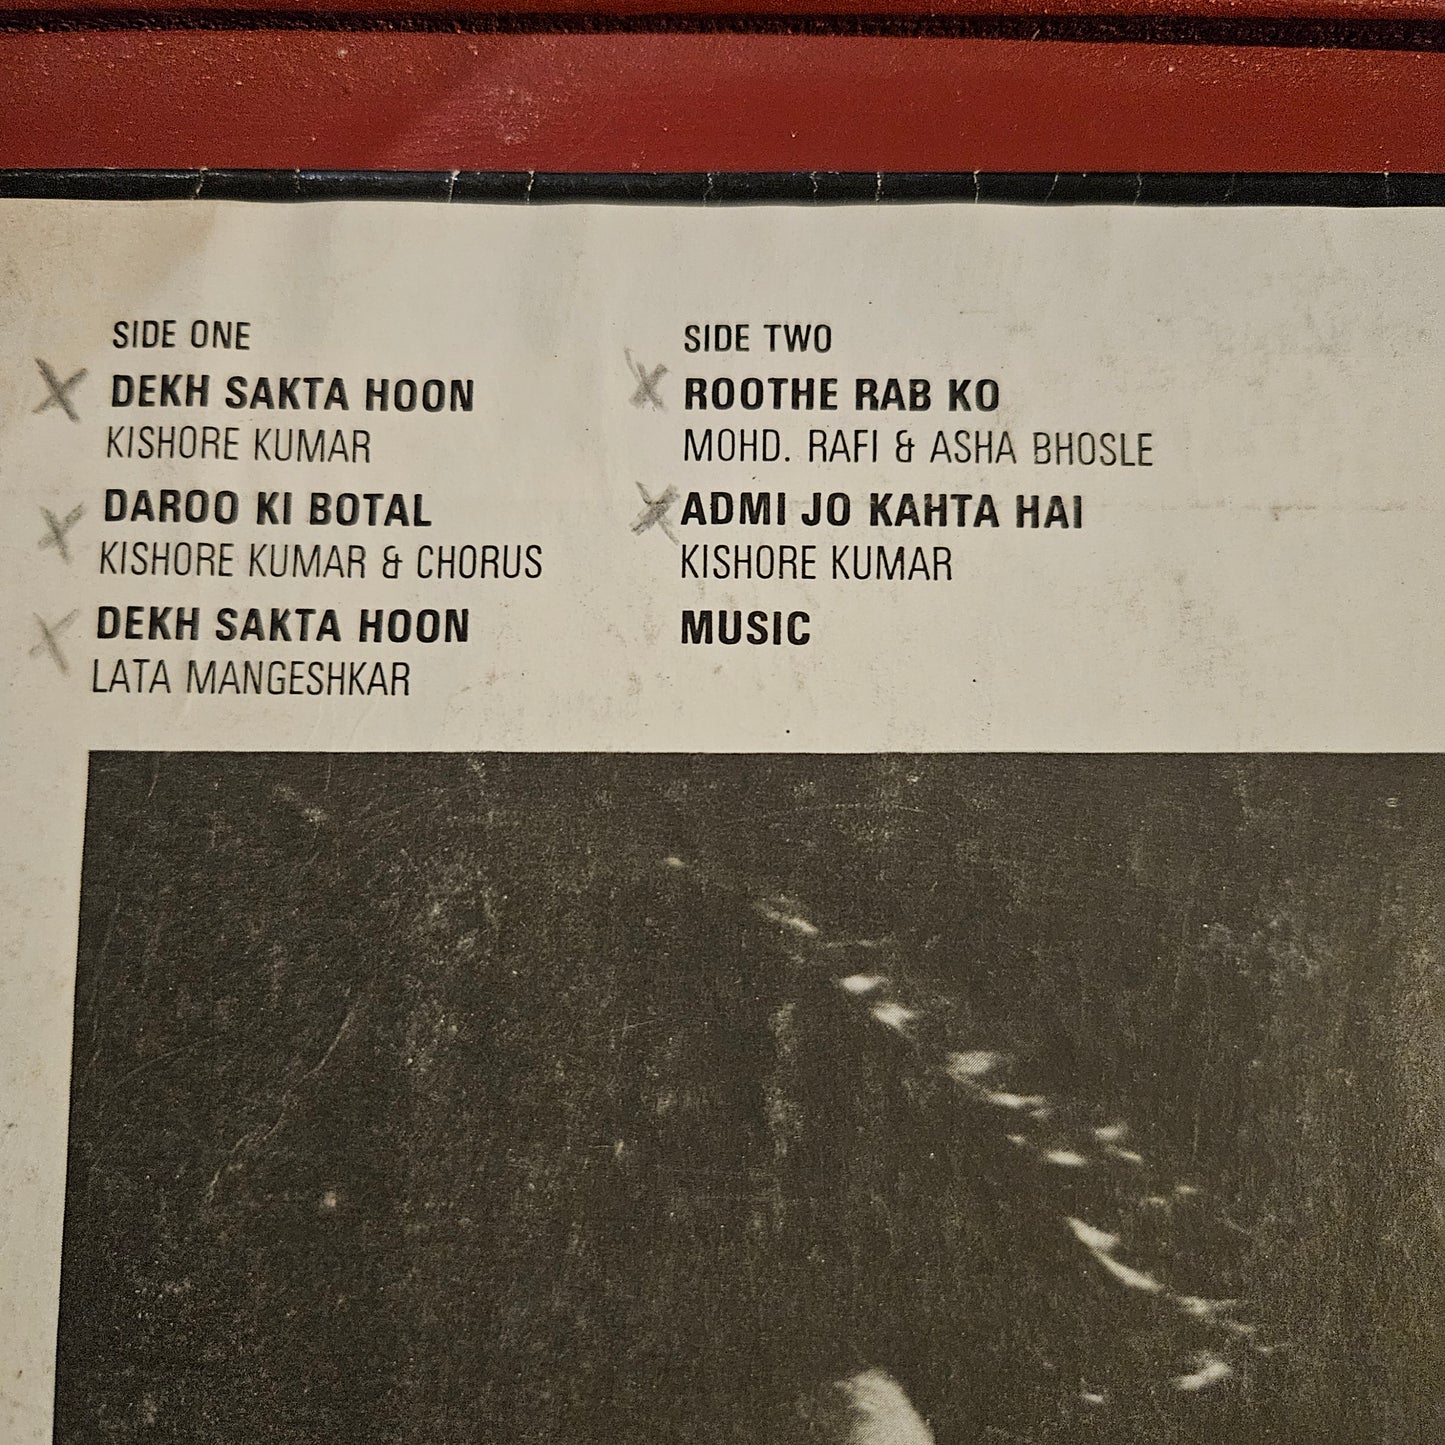 SIDE ONE
DEKH SAKTA HOON
KISHORE KUMAR
DAROO KI BOTAL
KISHORE KUMAR & CHORUS
DEKH SAKTA HOON
LATA MANGESHKAR
SIDE TWO
ROOTHE RAB KO
MOHD. RAFI & ASHA BHOSLE
ADMI JO KAHTA HAI
KISHORE KUMAR
MUSIC